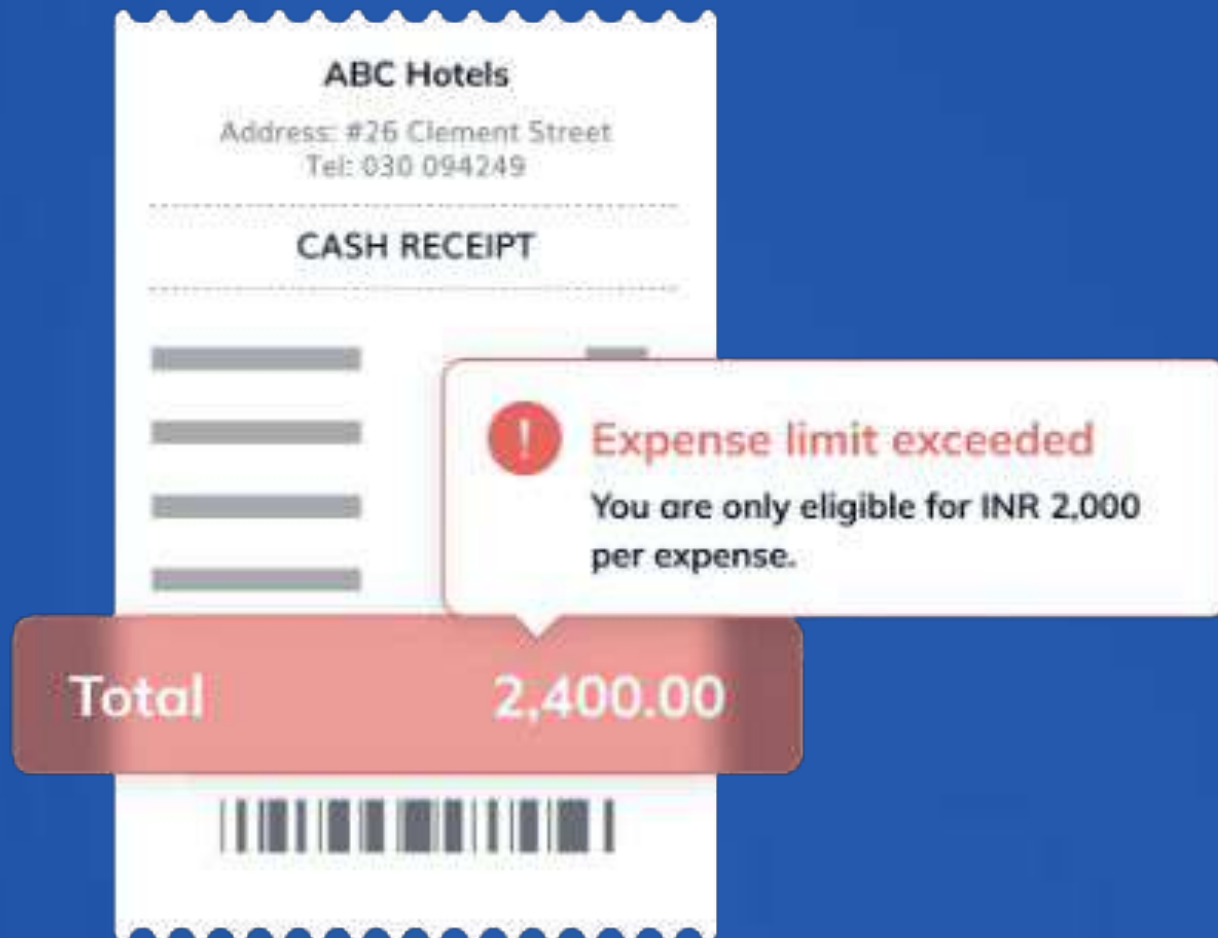 ABC Hotels
Address: #26 Clement Street
Tel: 030 094249
CASH RECEIPT
Expense limit exceeded
You are only eligible for INR 2,000
per expense.
Total 2,400.00